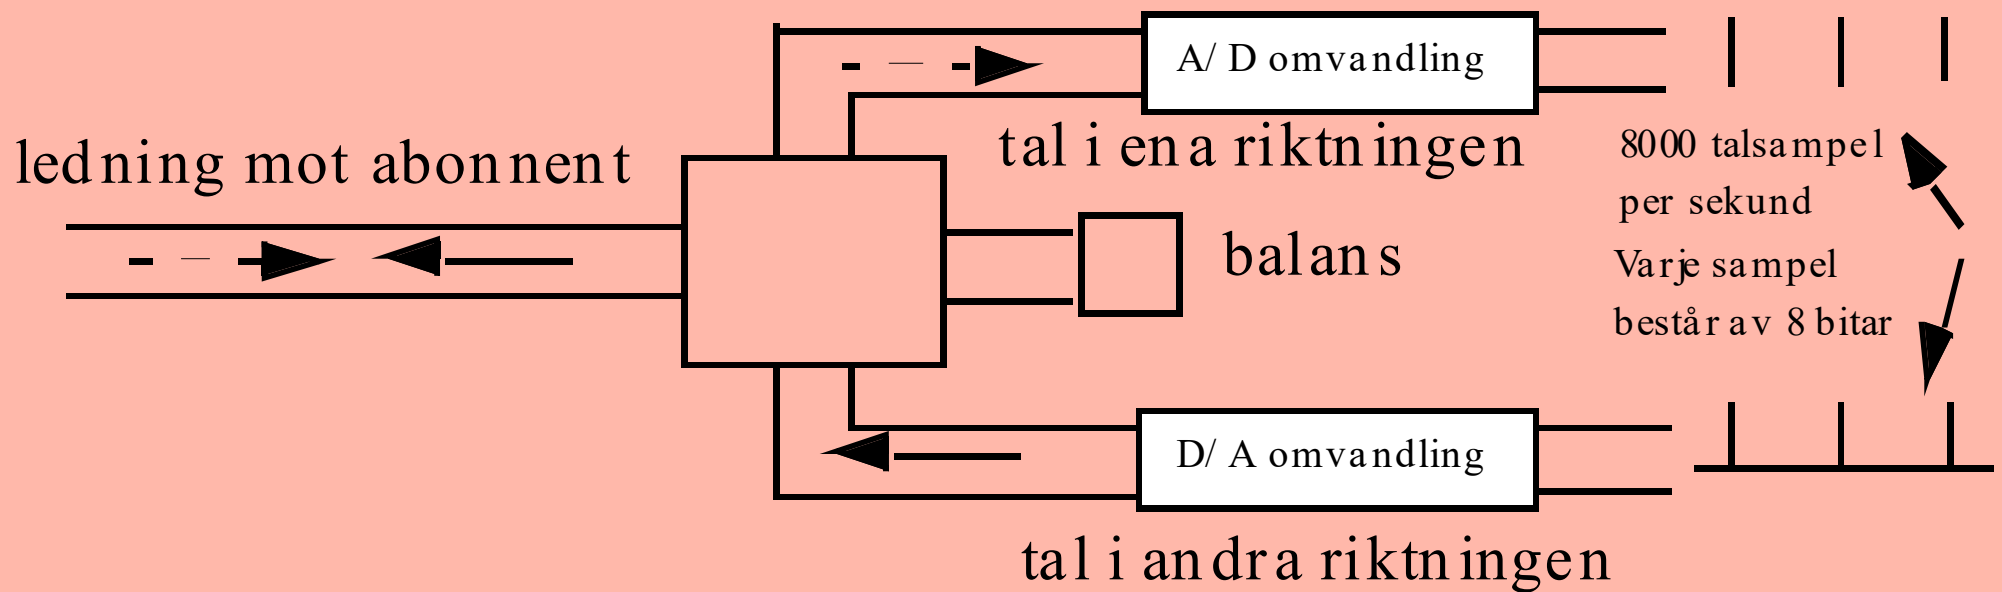 A/D omvandling
tal i ena riktningen
ledning mot abonnent
8000 talsampel
per sekund
balans
Varje sampel
består av 8 bitar
D/A omvandling
tal i andra riktningen